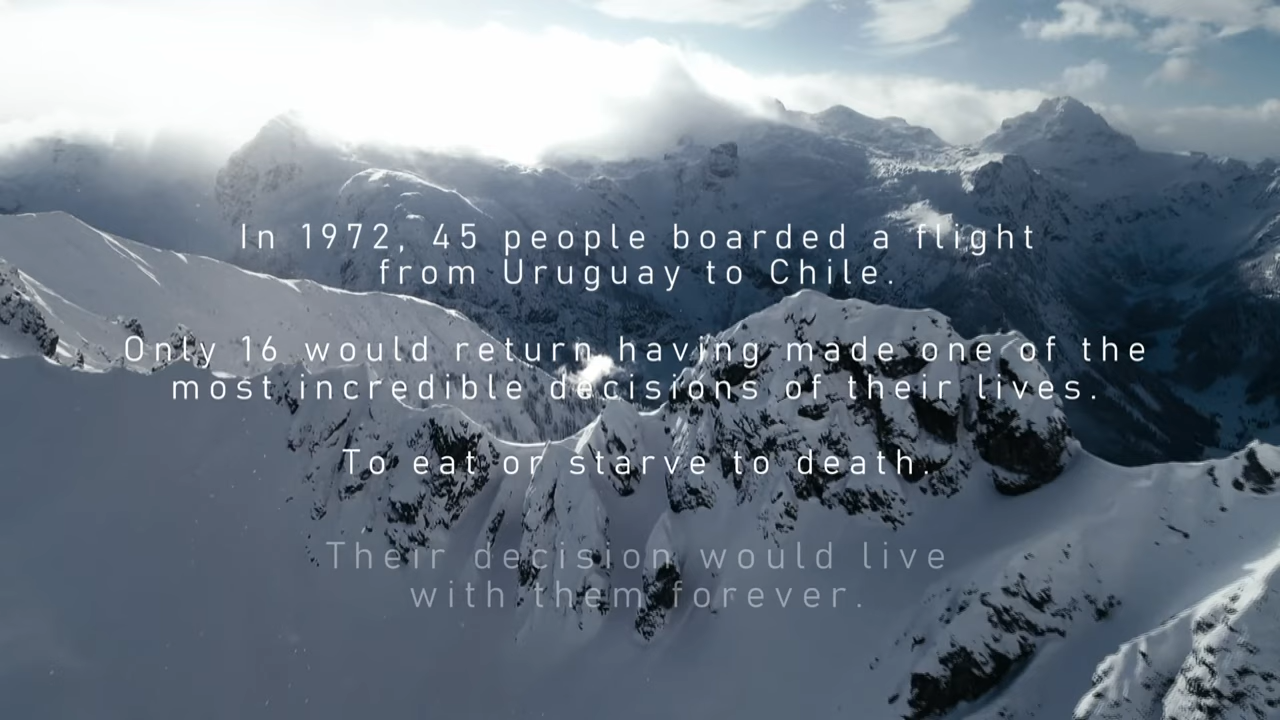 In 1972, 45 people boarded a flight
from Uruguay to Chile.
Only 16 would return having made one of the
most incredible decisions of their lives.
To eat or starve to death.
Their decision would live
with them forever.